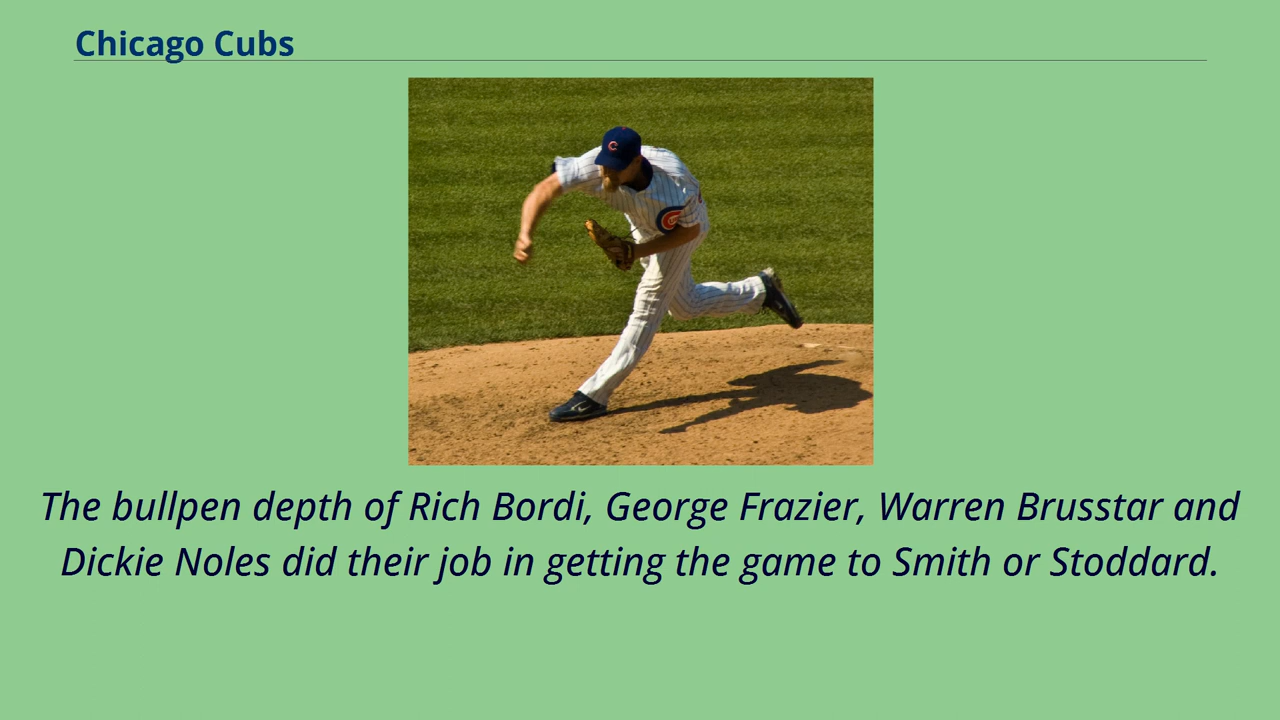 Chicago Cubs
The bullpen depth of Rich Bordi, George Frazier, Warren Brusstar and
Dickie Noles did their job in getting the game to Smith or Stoddard.